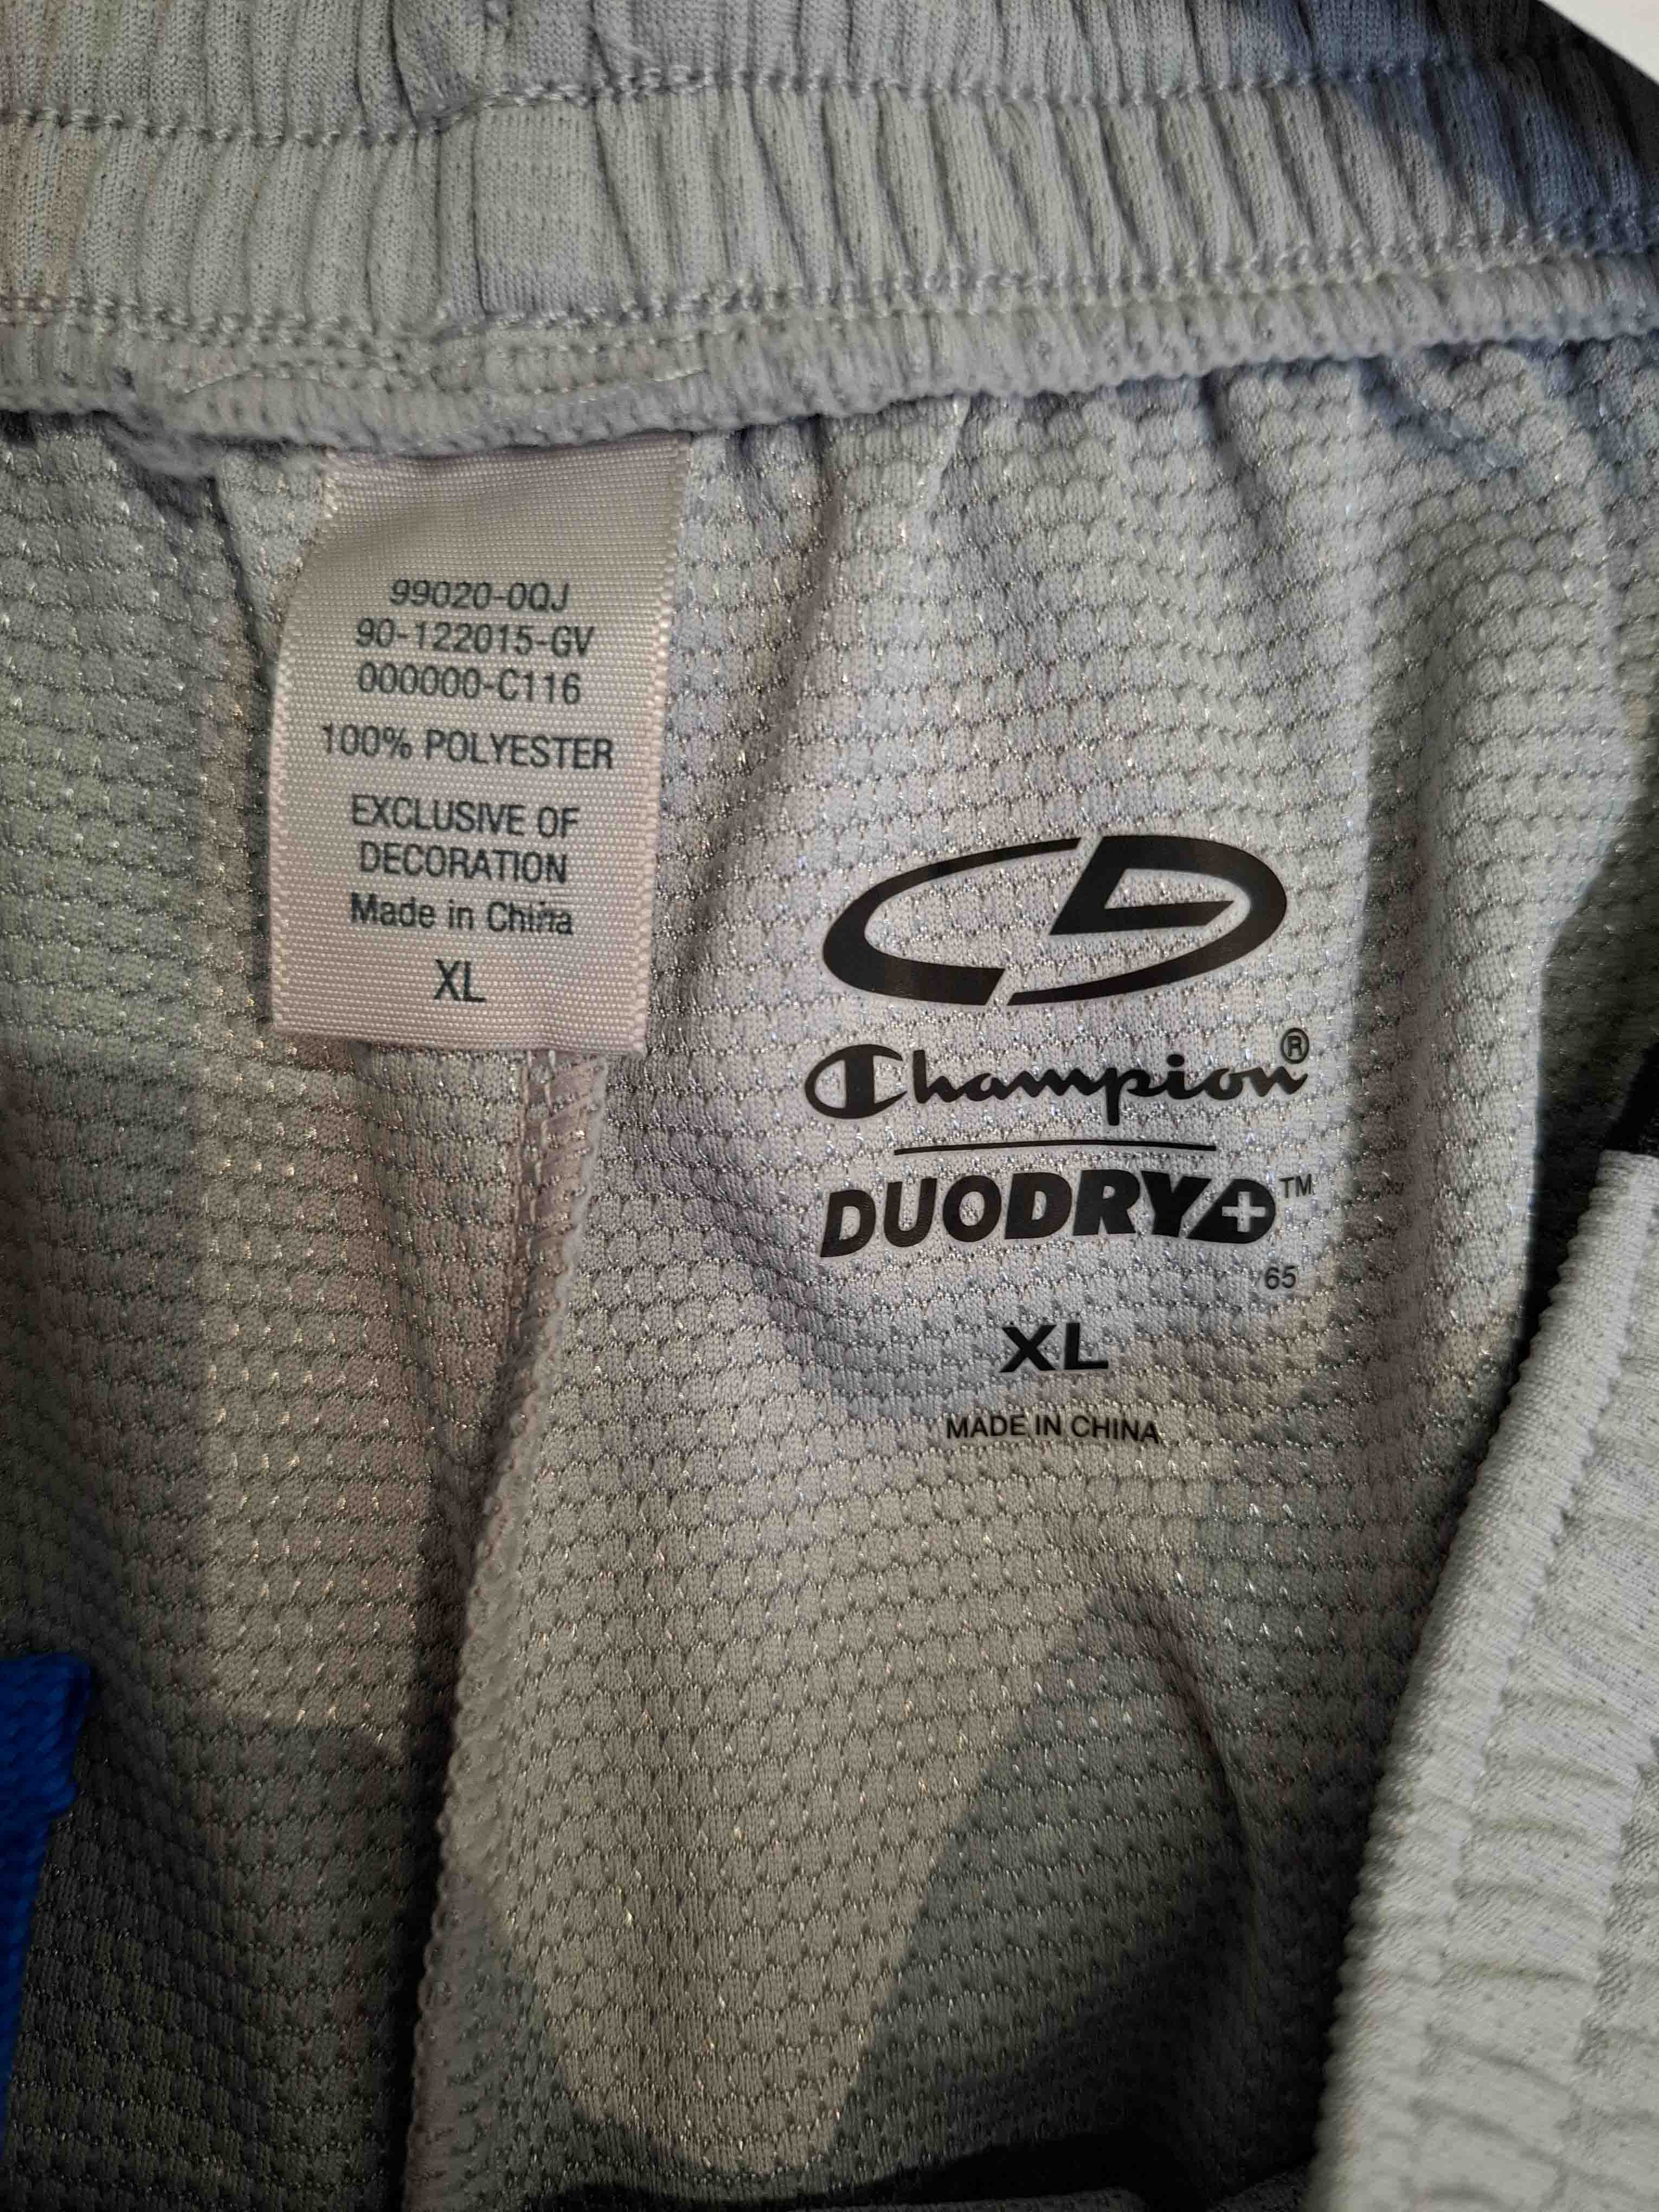 99020-0QJ
90-122015-GV
000000-C116
100% POLYESTER
EXCLUSIVE OF
DECORATION
Made in China
XL
Champion®
DUODRY+™
65
XL
MADE IN CHINA